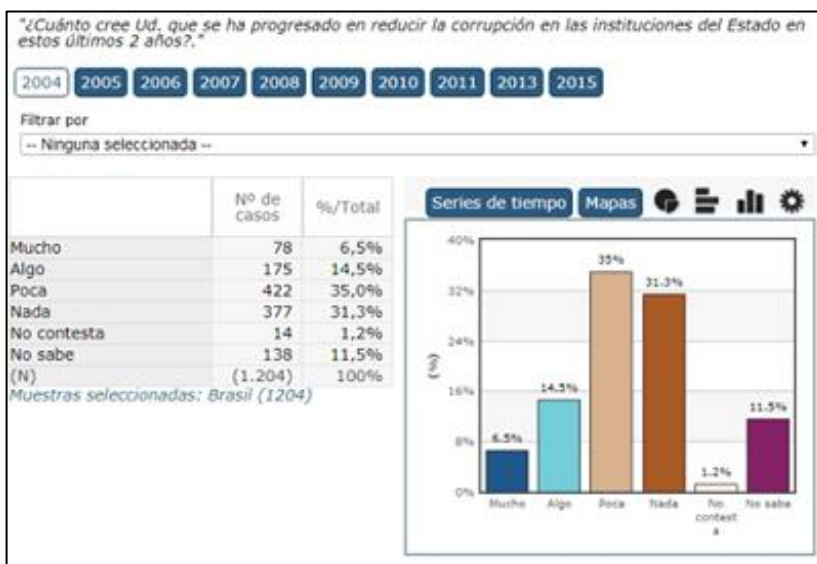 "¿Cuánto cree Ud. que se ha progresado en reducir la corrupción en las instituciones del Estado en
estos últimos 2 años?."
2004 2005 2006 2007 2008 2009 2010 2011 2013 2015
Filtrar por
-- Ninguna seleccionada --
Nº de
casos
%/Total
Mucho 78 6,5%
Algo 175 14,5%
Poca 422 35,0%
Nada 377 31,3%
No contesta 14 1,2%
No sabe 138 11,5%
(N) (1.204) 100%
Muestras seleccionadas: Brasil (1204)
Series de tiempo Mapas
40%
32%
24%
16%
8%
0%
(%)
6.5%
14.5%
35%
31.3%
1.2%
11.5%
Mucho Algo Poca Nada No
contest
a
No sabe